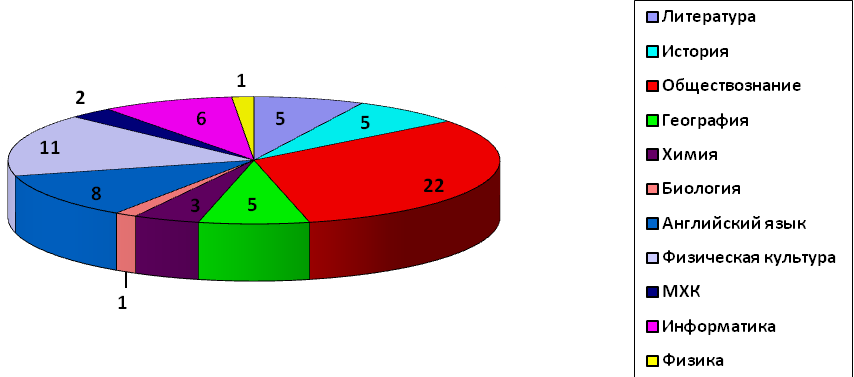 1
2
6
5
5
11
22
8
3
5
1
Литература
История
Обществознание
География
Химия
Биология
Английский язык
Физическая культура
МХК
Информатика
Физика